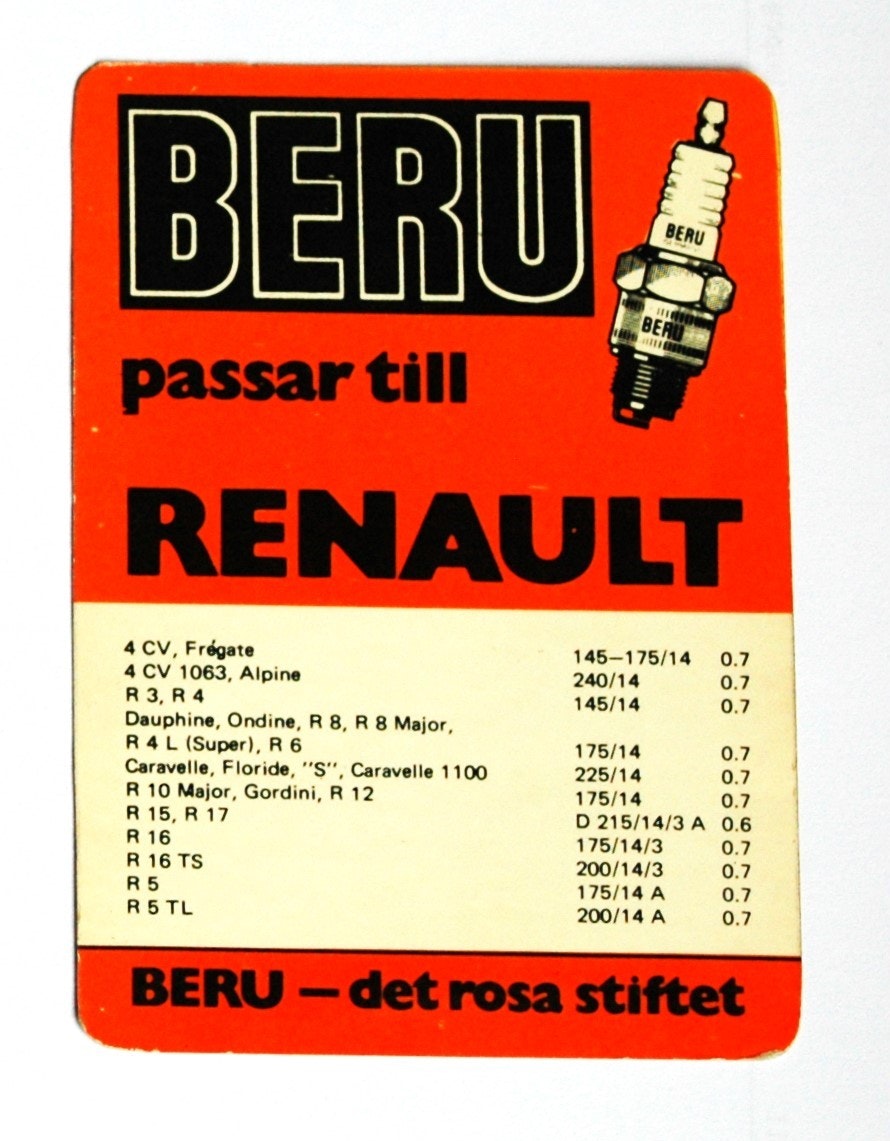 BERU
BERU
BERU
passar till
RENAULT
4 CV, Frégate 145—175/14 0.7
4 CV 1063, Alpine 240/14 0.7
R 3, R 4 145/14 0.7
Dauphine, Ondine, R 8, R 8 Major,
R 4 L (Super), R 6 175/14 0.7
Caravelle, Floride, "S", Caravelle 1100 225/14 0.7
R 10 Major, Gordini, R 12 175/14 0.7
R 15, R 17 D 215/14/3 A 0.6
R 16 175/14/3 0.7
R 16 TS 200/14/3 0.7
R 5 175/14 A 0.7
R 5 TL 200/14 A 0.7
BERU — det rosa stiftet